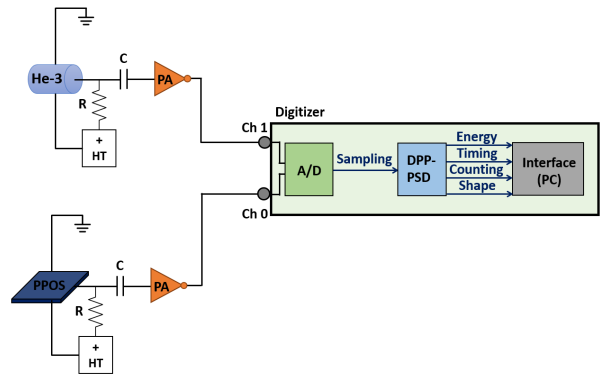 He-3
C
PA
R
+
HT
Digitizer
Ch 1
Ch 0
A/D
Sampling
DPP-
PSD
Energy
Timing
Counting
Shape
Interface
(PC)
PPOS
C
PA
R
+
HT